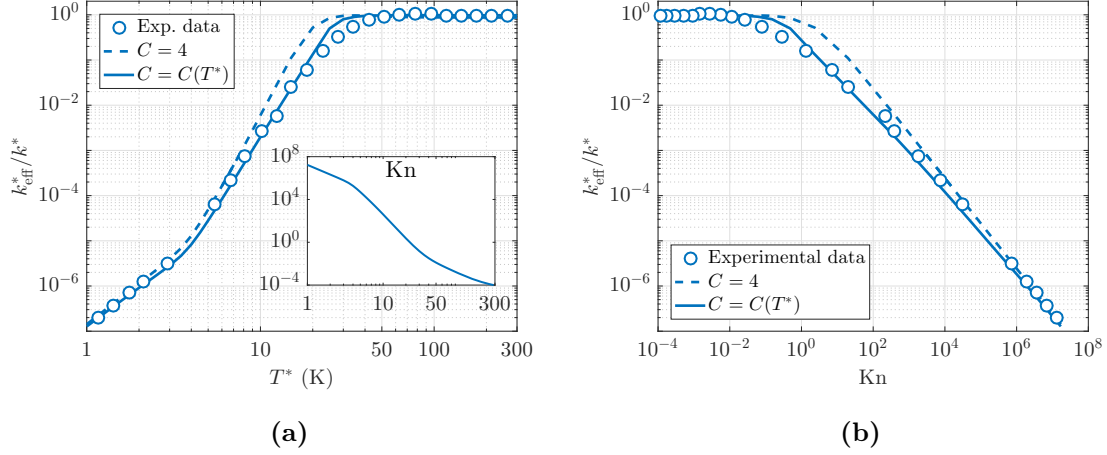 10^0
10^-2
10^-4
10^-6
k*_eff/k*
Exp. data
C = 4
C = C(T*)
Kn
10^8
10^4
10^0
10^-4
1
10
50
300
1
10
50
100
300
T* (K)
(a)
10^0
10^-2
10^-4
10^-6
k*_eff/k*
Experimental data
C = 4
C = C(T*)
10^-4
10^-2
10^0
10^2
10^4
10^6
10^8
Kn
(b)